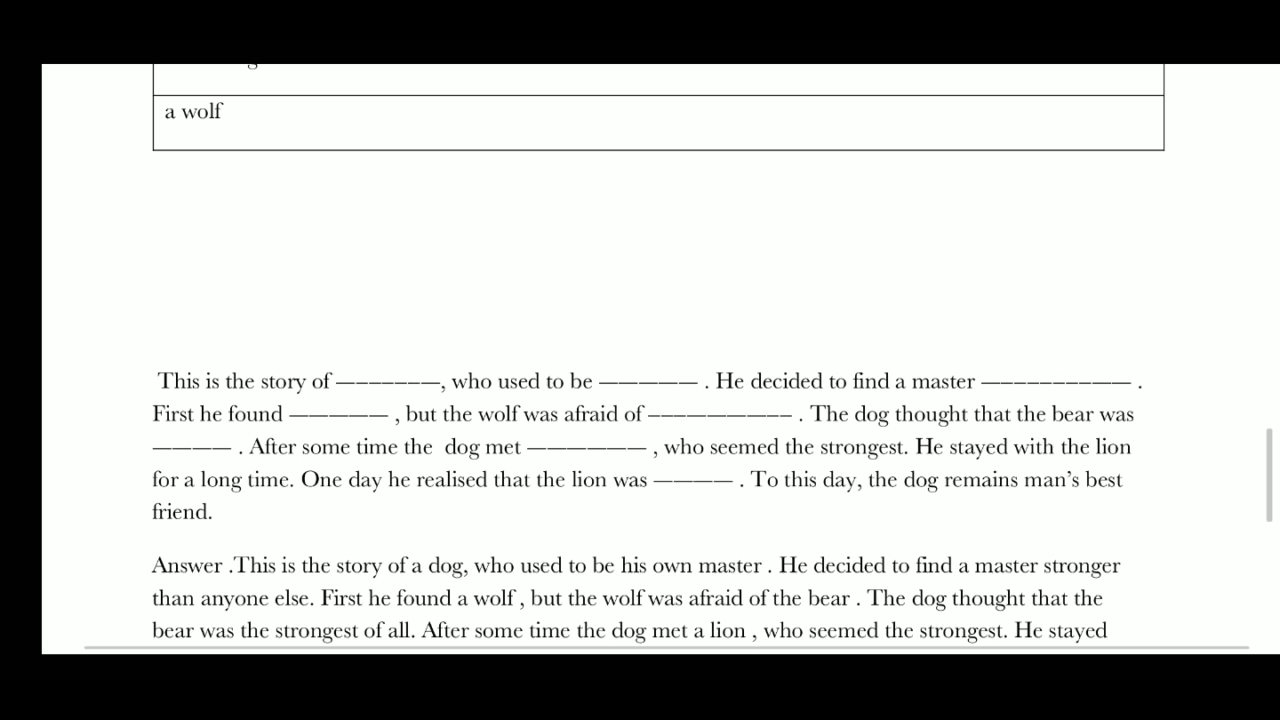 a wolf
This is the story of ———————, who used to be ————— . He decided to find a master —————————— .
First he found ————— , but the wolf was afraid of —————————— . The dog thought that the bear was
———— . After some time the dog met —————— , who seemed the strongest. He stayed with the lion
for a long time. One day he realised that the lion was ———— . To this day, the dog remains man’s best
friend.
Answer .This is the story of a dog, who used to be his own master . He decided to find a master stronger
than anyone else. First he found a wolf , but the wolf was afraid of the bear . The dog thought that the
bear was the strongest of all. After some time the dog met a lion , who seemed the strongest. He stayed